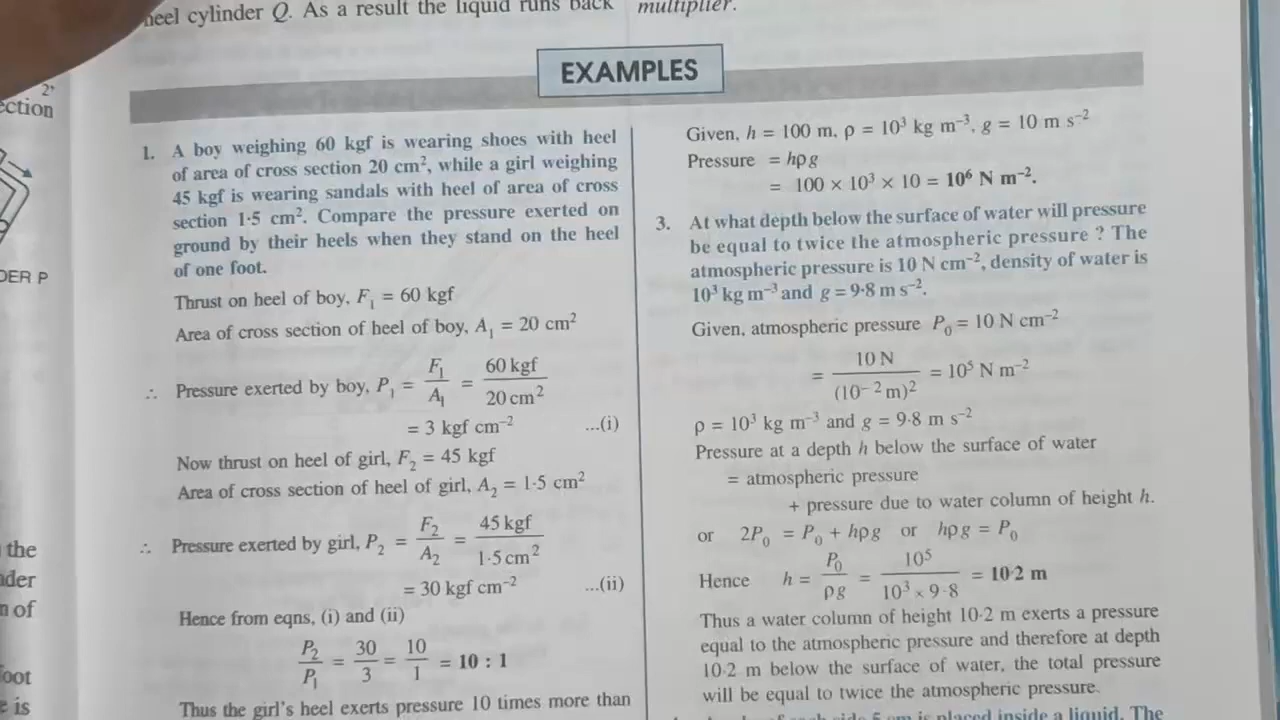 heel cylinder Q. As a result the liquid runs back
multiplier.
EXAMPLES
2,
ection
DER P
the
nder
n of
foot
e is
1. A boy weighing 60 kgf is wearing shoes with heel
of area of cross section 20 cm², while a girl weighing
45 kgf is wearing sandals with heel of area of cross
section 1·5 cm². Compare the pressure exerted on
ground by their heels when they stand on the heel
of one foot.
Thrust on heel of boy, F₁ = 60 kgf
Area of cross section of heel of boy, A₁ = 20 cm²
∴ Pressure exerted by boy, P₁ = F₁/A₁ = 60 kgf/20 cm²
= 3 kgf cm⁻² ...(i)
Now thrust on heel of girl, F₂ = 45 kgf
Area of cross section of heel of girl, A₂ = 1·5 cm²
∴ Pressure exerted by girl, P₂ = F₂/A₂ = 45 kgf/1·5 cm²
= 30 kgf cm⁻² ...(ii)
Hence from eqns, (i) and (ii)
P₂/P₁ = 30/3 = 10/1 = 10 : 1
Thus the girl's heel exerts pressure 10 times more than
Given, h = 100 m, ρ = 10³ kg m⁻³, g = 10 m s⁻²
Pressure = hρg
= 100 × 10³ × 10 = 10⁶ N m⁻².
3. At what depth below the surface of water will pressure
be equal to twice the atmospheric pressure ? The
atmospheric pressure is 10 N cm⁻², density of water is
10³ kg m⁻³ and g = 9·8 m s⁻².
Given, atmospheric pressure P₀ = 10 N cm⁻²
= 10 N/(10⁻² m)² = 10⁵ N m⁻²
ρ = 10³ kg m⁻³ and g = 9·8 m s⁻²
Pressure at a depth h below the surface of water
= atmospheric pressure
+ pressure due to water column of height h.
or 2P₀ = P₀ + hρg or hρg = P₀
Hence h = P₀/ρg = 10⁵/10³ × 9·8 = 10·2 m
Thus a water column of height 10·2 m exerts a pressure
equal to the atmospheric pressure and therefore at depth
10·2 m below the surface of water, the total pressure
will be equal to twice the atmospheric pressure.
of each side 5 cm is placed inside a liquid. The